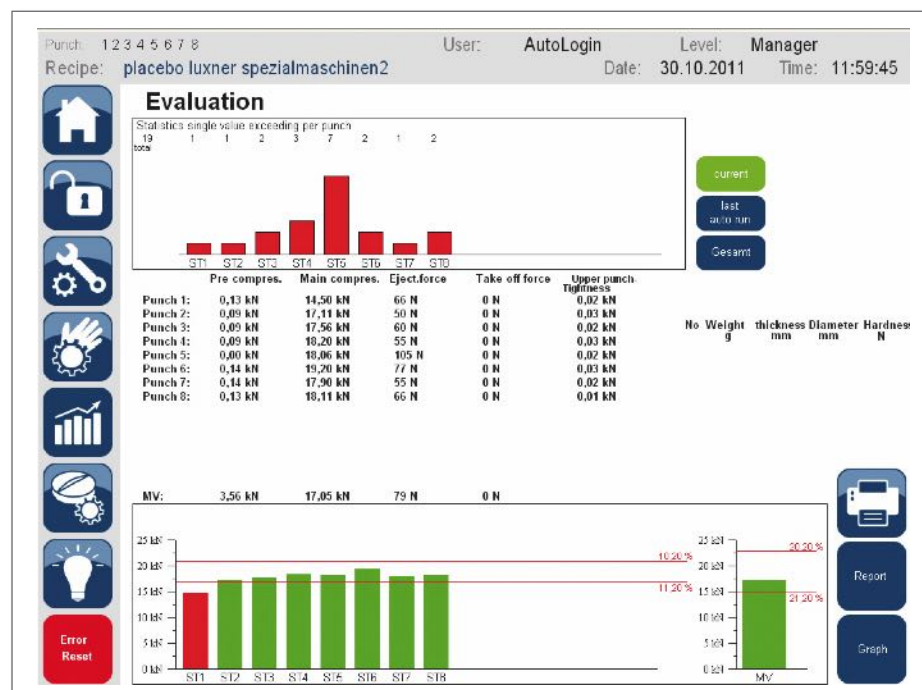 Punch: 1 2 3 4 5 6 7 8 User: AutoLogin Level: Manager
Recipe: placebo luxner spezialmaschinen2 Date: 30.10.2011 Time: 11:59:45
Evaluation
Statistics single value exceeding per punch
19 1 1 2 3 7 2 1 2
total
current
last
auto run
Gesamt
ST1 ST2 ST3 ST4 ST5 ST6 ST7 ST8
Pre compres. Main compres. Eject.force Take off force Upper punch.
Tightness
Punch 1: 0,13 kN 14,50 kN 66 N 0 N 0,02 kN
Punch 2: 0,09 kN 17,11 kN 50 N 0 N 0,03 kN
Punch 3: 0,09 kN 17,56 kN 60 N 0 N 0,02 kN
Punch 4: 0,09 kN 18,20 kN 55 N 0 N 0,03 kN
Punch 5: 0,00 kN 18,06 kN 105 N 0 N 0,02 kN
Punch 6: 0,14 kN 19,20 kN 77 N 0 N 0,03 kN
Punch 7: 0,14 kN 17,90 kN 55 N 0 N 0,02 kN
Punch 8: 0,13 kN 18,11 kN 66 N 0 N 0,01 kN
No Weight thickness Diameter Hardness
g mm mm N
MV: 3,56 kN 17,05 kN 79 N 0 N
25 kN 25 kN
20,20 %
10,20 %
20 kN 20 kN
11,20 %
15 kN 15 kN
21,20 %
10 kN 10 kN
5 kN 5 kN
0 kN 0 kN
ST1 ST2 ST3 ST4 ST5 ST6 ST7 ST8 MV
Report
Graph
Error
Reset